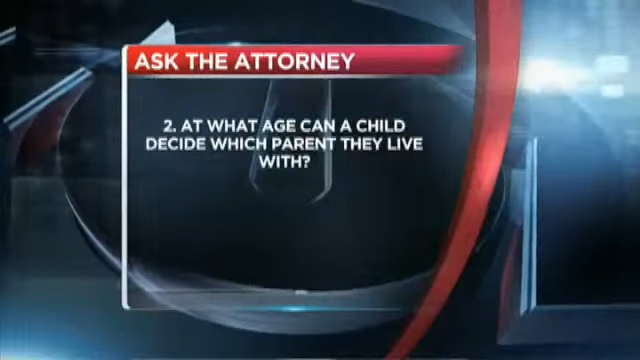 ASK THE ATTORNEY
2. AT WHAT AGE CAN A CHILD
DECIDE WHICH PARENT THEY LIVE
WITH?